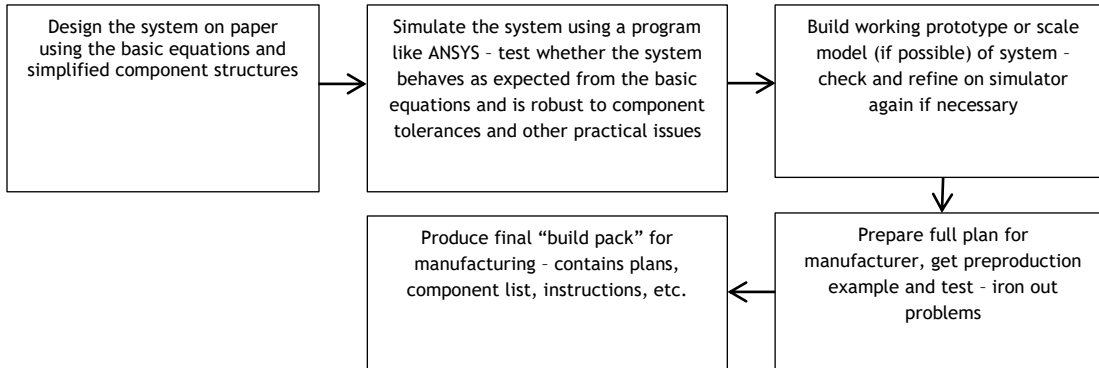 Design the system on paper
using the basic equations and
simplified component structures
Simulate the system using a program
like ANSYS – test whether the system
behaves as expected from the basic
equations and is robust to component
tolerances and other practical issues
Build working prototype or scale
model (if possible) of system –
check and refine on simulator
again if necessary
Prepare full plan for
manufacturer, get preproduction
example and test – iron out
problems
Produce final “build pack” for
manufacturing – contains plans,
component list, instructions, etc.